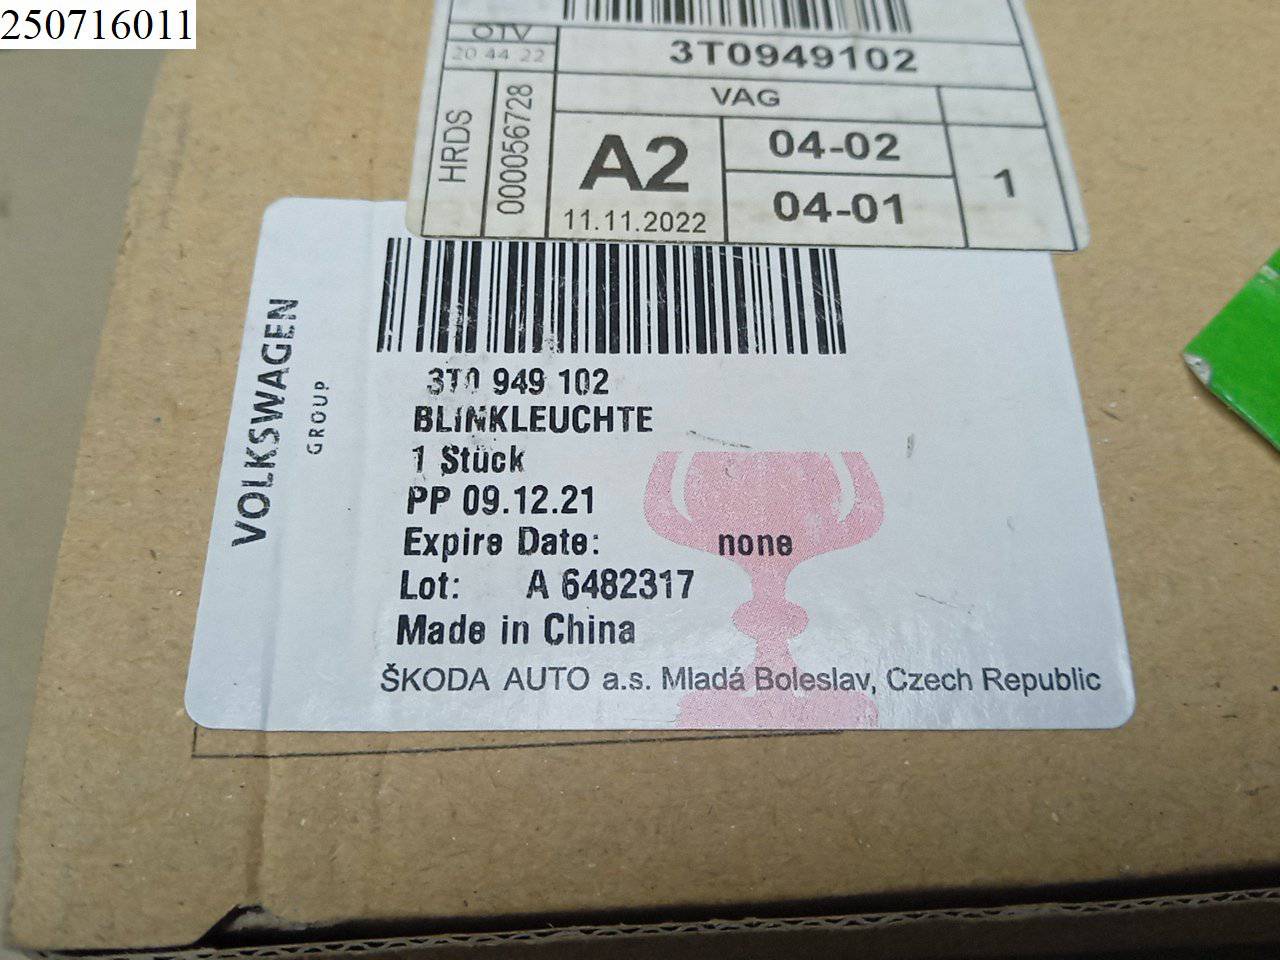 250716011
QTV
20 44 22
3T0949102
VAG
HRDS
000056728
A2
11.11.2022
04-02
04-01
1
VOLKSWAGEN
GROUP
3T0 949 102
BLINKLEUCHTE
1 Stück
PP 09.12.21
Expire Date: none
Lot: A 6482317
Made in China
ŠKODA AUTO a.s. Mladá Boleslav, Czech Republic